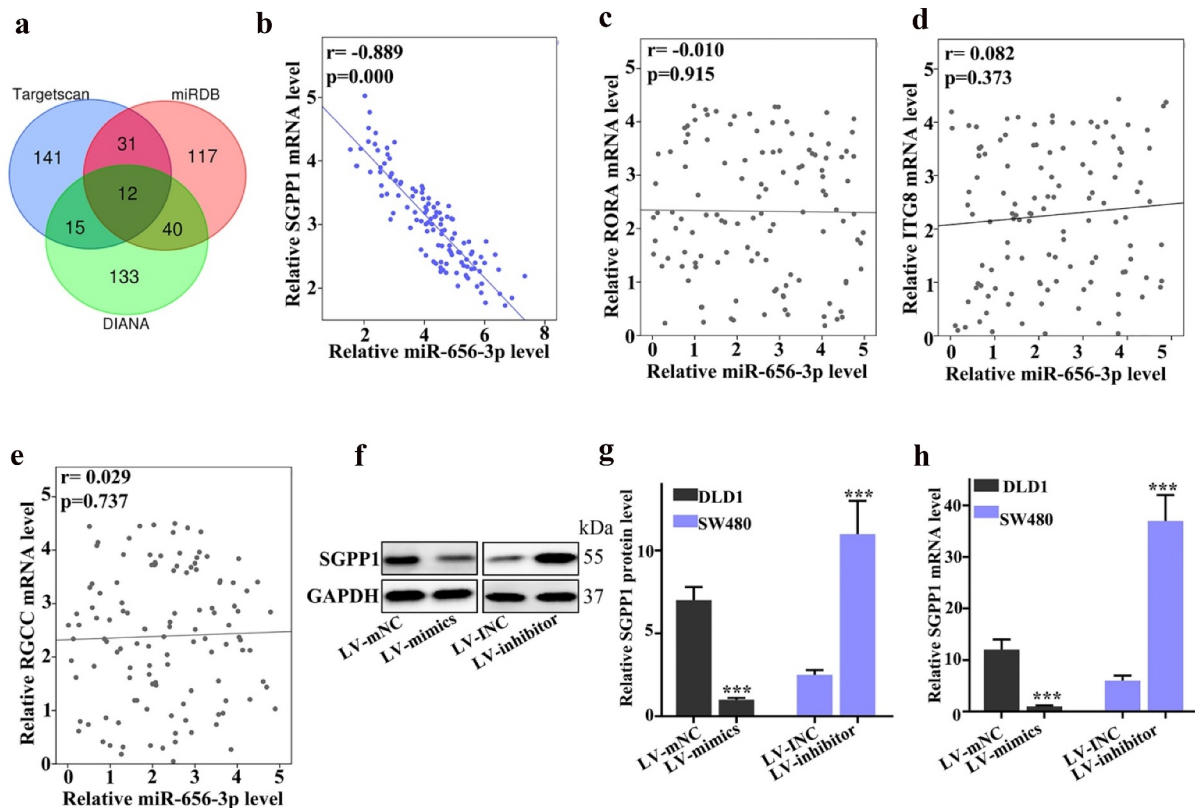 a
Targetscan
miRDB
141
31
117
12
15
40
133
DIANA
b
r= -0.889
p=0.000
Relative SGPP1 mRNA level
5
4
3
2
2
4
6
8
Relative miR-656-3p level
c
r= -0.010
p=0.915
Relative RORA mRNA level
5
4
3
2
1
0
0
1
2
3
4
5
Relative miR-656-3p level
d
r= 0.082
p=0.373
Relative ITG8 mRNA level
5
4
3
2
1
0
0
1
2
3
4
5
Relative miR-656-3p level
e
r= 0.029
p=0.737
Relative RGCC mRNA level
5
4
3
2
1
0
0
1
2
3
4
5
Relative miR-656-3p level
f
kDa
SGPP1
55
GAPDH
37
LV-mNC
LV-mimics
LV-INC
LV-inhibitor
g
DLD1
SW480
Relative SGPP1 protein level
10
5
0
***
***
LV-mNC
LV-mimics
LV-INC
LV-inhibitor
h
DLD1
SW480
Relative SGPP1 mRNA level
40
30
20
10
0
***
***
LV-mNC
LV-mimics
LV-INC
LV-inhibitor